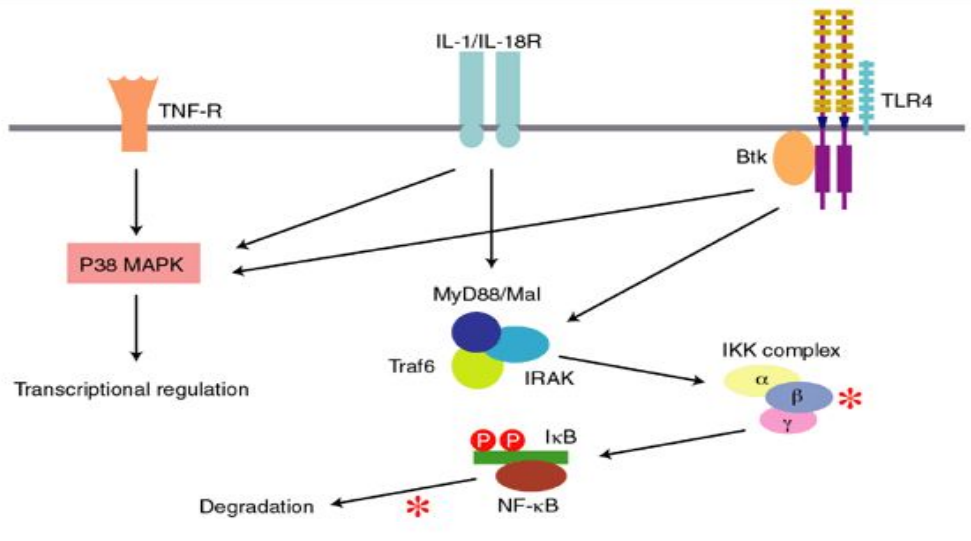 IL-1/IL-18R
TNF-R
TLR4
Btk
P38 MAPK
MyD88/Mal
Traf6
IRAK
IKK complex
α
β
*
γ
Transcriptional regulation
P P IκB
NF-κB
Degradation
*